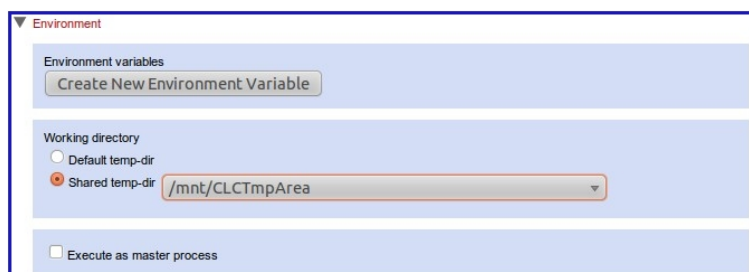 Environment
Environment variables
Create New Environment Variable
Working directory
Default temp-dir
Shared temp-dir /mnt/CLCTmpArea
Execute as master process